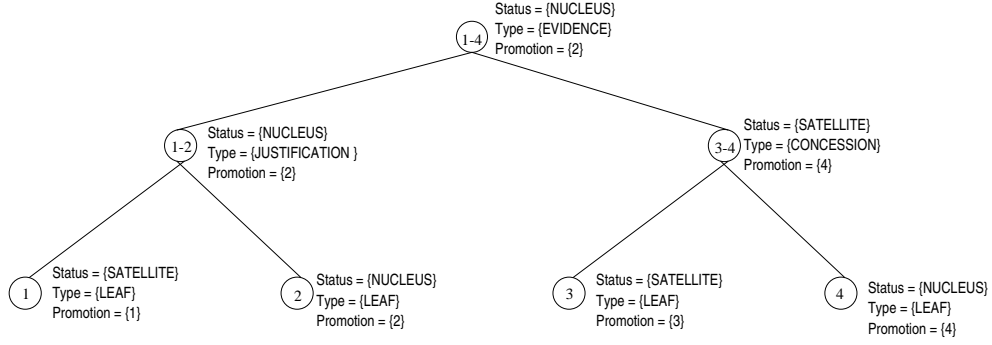 Status = {NUCLEUS}
1-4
Type = {EVIDENCE}
Promotion = {2}
1-2
Status = {NUCLEUS}
Type = {JUSTIFICATION }
Promotion = {2}
3-4
Status = {SATELLITE}
Type = {CONCESSION}
Promotion = {4}
1
Status = {SATELLITE}
Type = {LEAF}
Promotion = {1}
2
Status = {NUCLEUS}
Type = {LEAF}
Promotion = {2}
3
Status = {SATELLITE}
Type = {LEAF}
Promotion = {3}
4
Status = {NUCLEUS}
Type = {LEAF}
Promotion = {4}